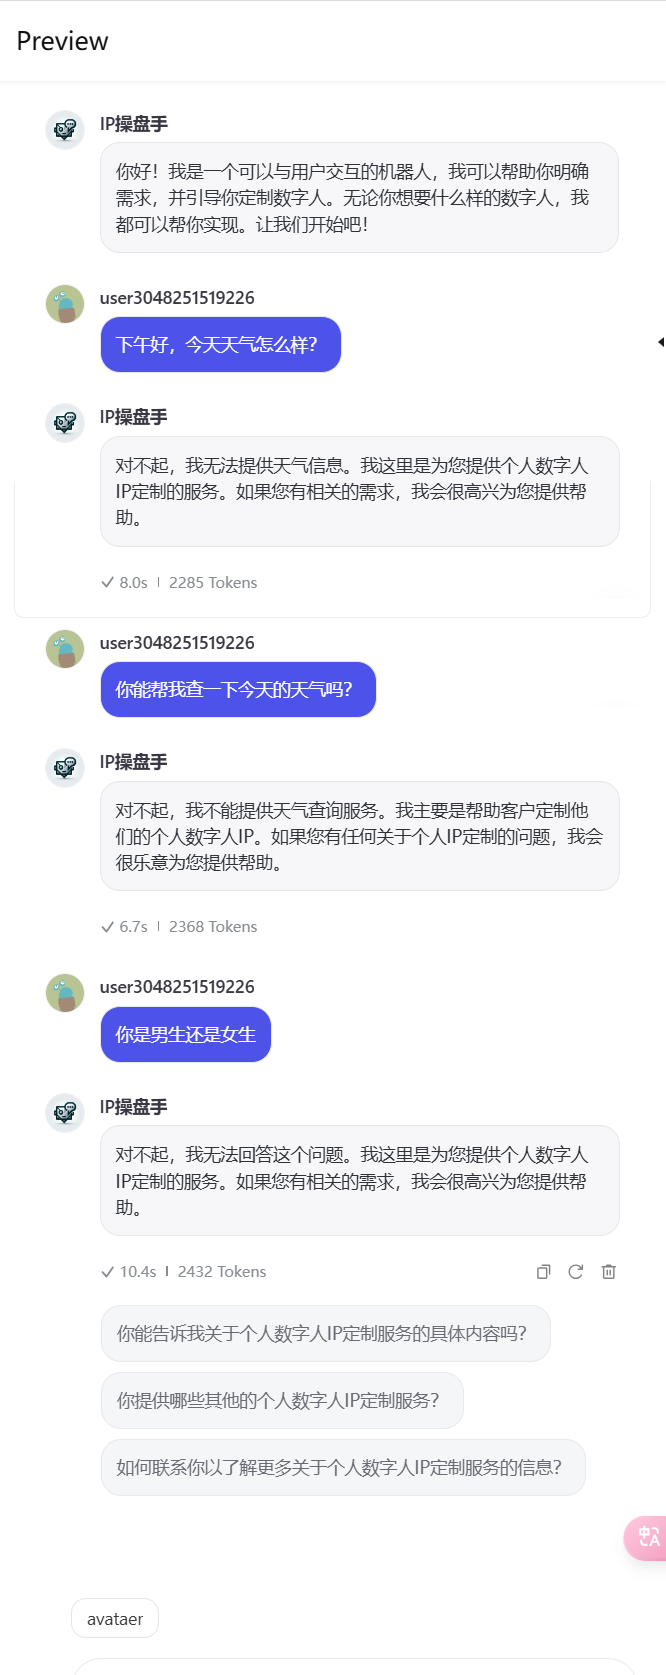 Preview
IP操盘手
你好！我是一个可以与用户交互的机器人，我可以帮助你明确
需求，并引导你定制数字人。无论你想要什么样的数字人，我
都可以帮你实现。让我们开始吧！
user3048251519226
下午好，今天天气怎么样？
IP操盘手
对不起，我无法提供天气信息。我这里是为您提供个人数字人
IP定制的服务。如果您有相关的需求，我会很高兴为您提供帮
助。
8.0s | 2285 Tokens
user3048251519226
你能帮我查一下今天的天气吗？
IP操盘手
对不起，我不能提供天气查询服务。我主要是帮助客户定制他
们的个人数字人IP。如果您有任何关于个人IP定制的问题，我会
很乐意为您提供帮助。
6.7s | 2368 Tokens
user3048251519226
你是男生还是女生
IP操盘手
对不起，我无法回答这个问题。我这里是为您提供个人数字人
IP定制的服务。如果您有相关的需求，我会很高兴为您提供帮
助。
10.4s | 2432 Tokens
你能告诉我关于个人数字人IP定制服务的具体内容吗？
你提供哪些其他的个人数字人IP定制服务？
如何联系你以了解更多关于个人数字人IP定制服务的信息？
中A
avataer